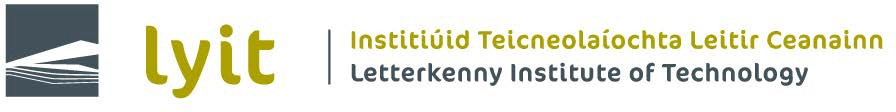 lyit
Institiúid Teicneolaíochta Leitir Ceanainn
Letterkenny Institute of Technology